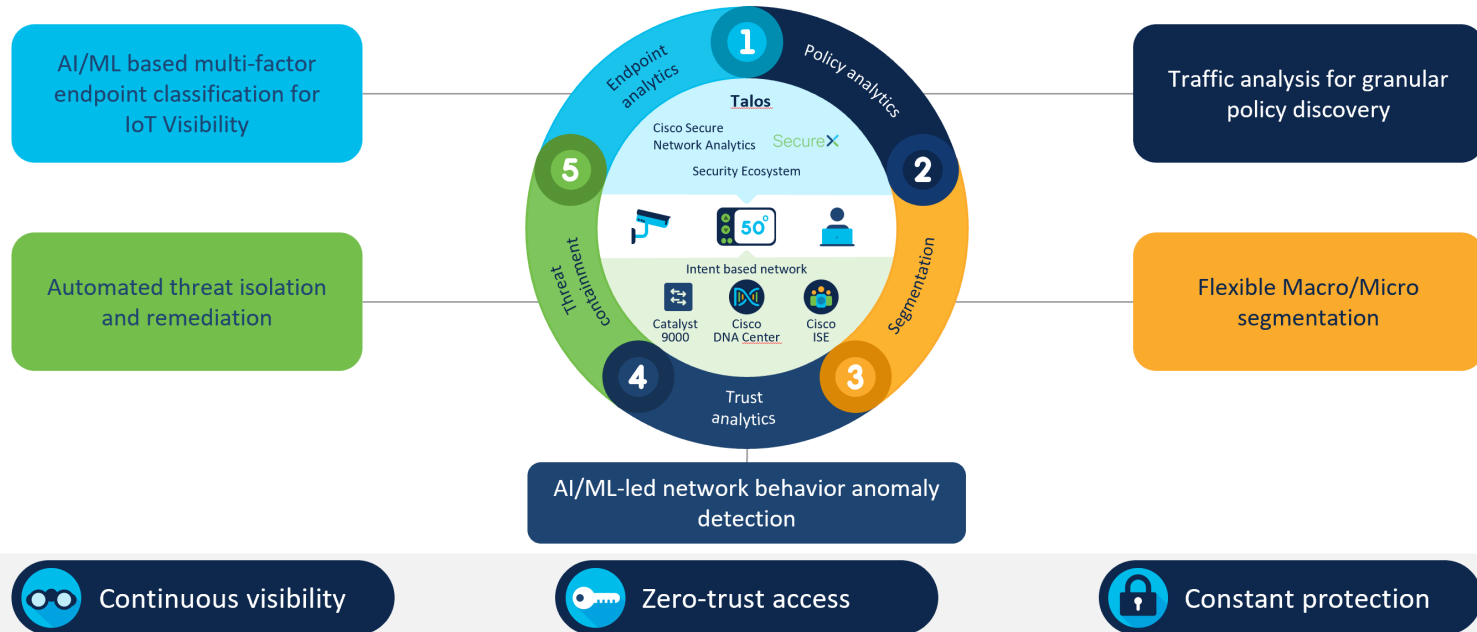 AI/ML based multi-factor
endpoint classification for
IoT Visibility
Automated threat isolation
and remediation
1
Endpoint
analytics
Policy analytics
2
Segmentation
3
Trust
analytics
4
Threat
containment
5
Talos
Cisco Secure
Network Analytics
SecureX
Security Ecosystem
50°
Intent based network
Catalyst
9000
Cisco
DNA Center
Cisco
ISE
Traffic analysis for granular
policy discovery
Flexible Macro/Micro
segmentation
AI/ML-led network behavior anomaly
detection
Continuous visibility
Zero-trust access
Constant protection